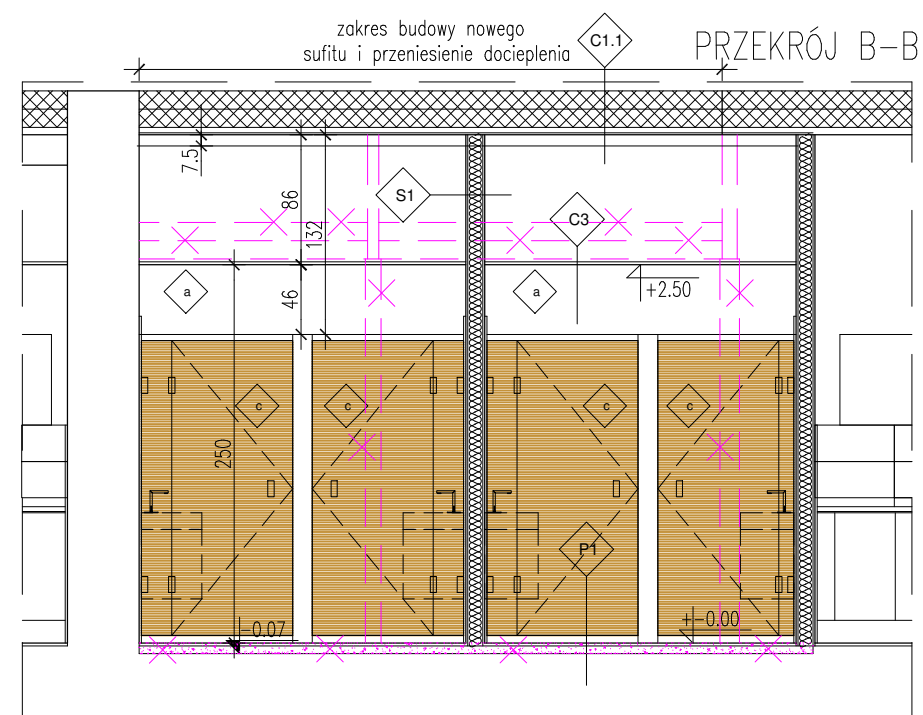 zakres budowy nowego
sufitu i przeniesienie docieplenia
C1.1
PRZEKRÓJ B-B
7.5
86
132
S1
C3
a
46
a
+2.50
c
c
c
c
250
P1
-0.07
+-0.00